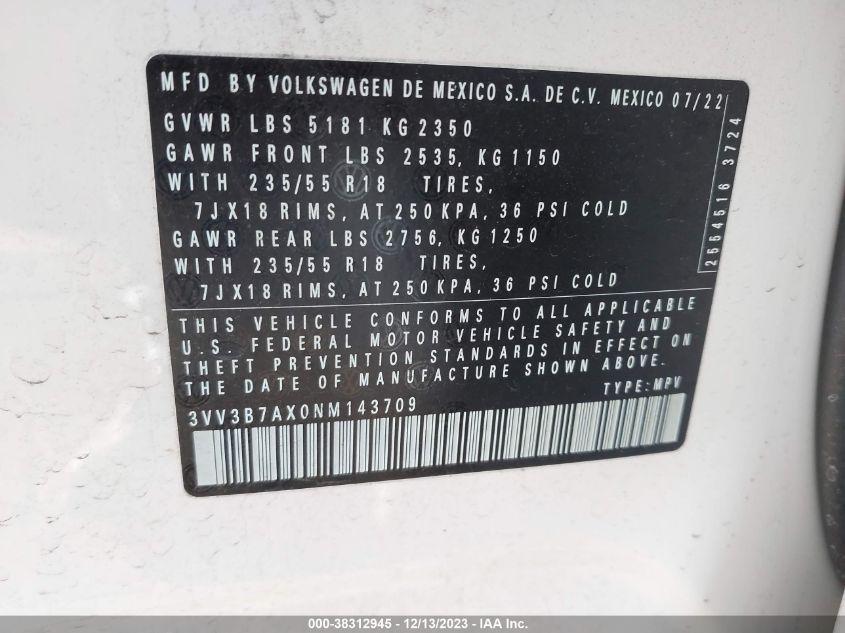 MFD BY VOLKSWAGEN DE MEXICO S.A. DE C.V. MEXICO 07/22
GVWR LBS 5181 KG 2350
GAWR FRONT LBS 2535, KG 1150
WITH 235/55 R18 TIRES,
7JX18 RIMS, AT 250 KPA, 36 PSI COLD
GAWR REAR LBS 2756, KG 1250
WITH 235/55 R18 TIRES,
7JX18 RIMS, AT 250 KPA, 36 PSI COLD
2554516 3724
THIS VEHICLE CONFORMS TO ALL APPLICABLE
U.S. FEDERAL MOTOR VEHICLE SAFETY AND
THEFT PREVENTION STANDARDS IN EFFECT ON
THE DATE OF MANUFACTURE SHOWN ABOVE.
TYPE: MPV
3VV3B7AX0NM143709
000-38312945 - 12/13/2023 - IAA Inc.